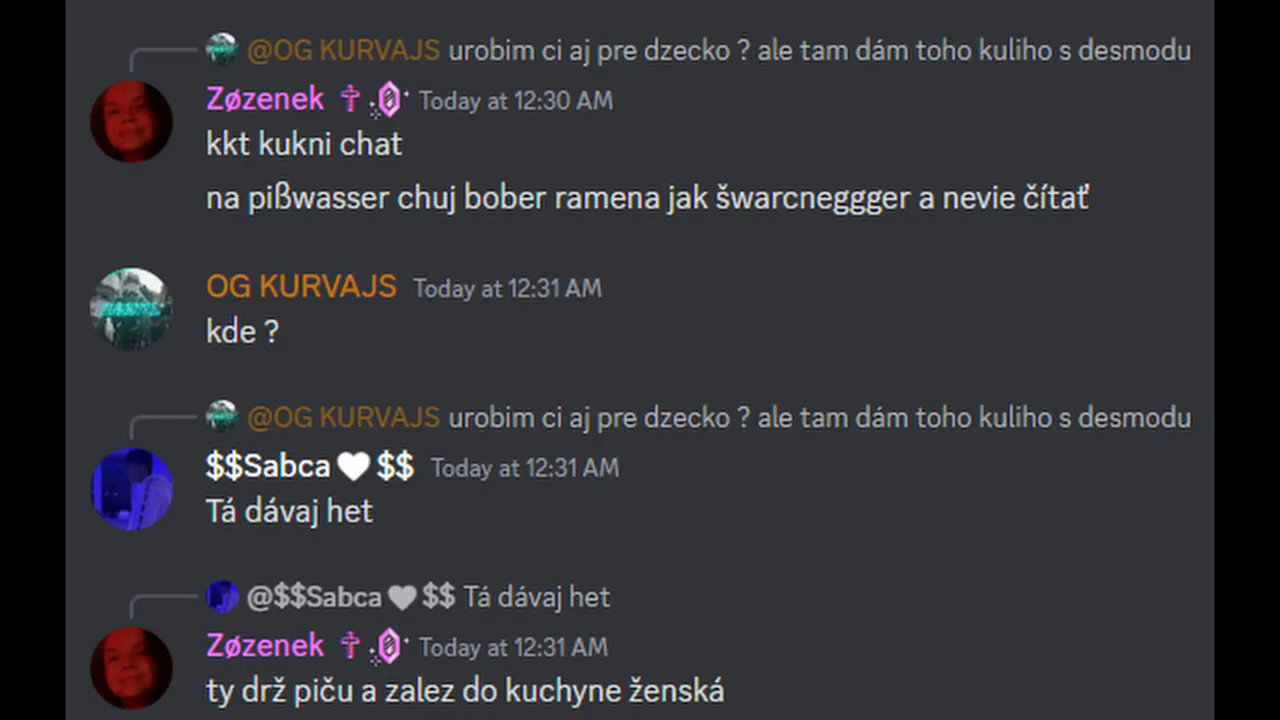 @OG KURVAJS urobim ci aj pre dzecko ? ale tam dám toho kuliho s desmodu
Zøzenek ✝ Today at 12:30 AM
kkt kukni chat
na pißwasser chuj bober ramena jak šwarcneggger a nevie čítať
OG KURVAJS Today at 12:31 AM
kde ?
@OG KURVAJS urobim ci aj pre dzecko ? ale tam dám toho kuliho s desmodu
$$Sabca🤍$$ Today at 12:31 AM
Tá dávaj het
@$$Sabca🤍$$ Tá dávaj het
Zøzenek ✝ Today at 12:31 AM
ty drž piču a zalez do kuchyne ženská